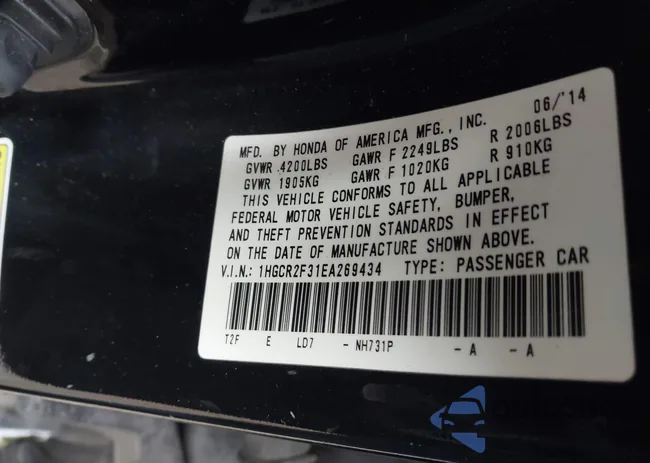 06/'14
MFD. BY HONDA OF AMERICA MFG., INC.
GVWR 4200LBS GAWR F 2249LBS R 2006LBS
GVWR 1905KG GAWR F 1020KG R 910KG
THIS VEHICLE CONFORMS TO ALL APPLICABLE
FEDERAL MOTOR VEHICLE SAFETY, BUMPER,
AND THEFT PREVENTION STANDARDS IN EFFECT
ON THE DATE OF MANUFACTURE SHOWN ABOVE.
V.I.N.: 1HGCR2F31EA269434 TYPE: PASSENGER CAR
T2F E LD7 - NH731P - A - A